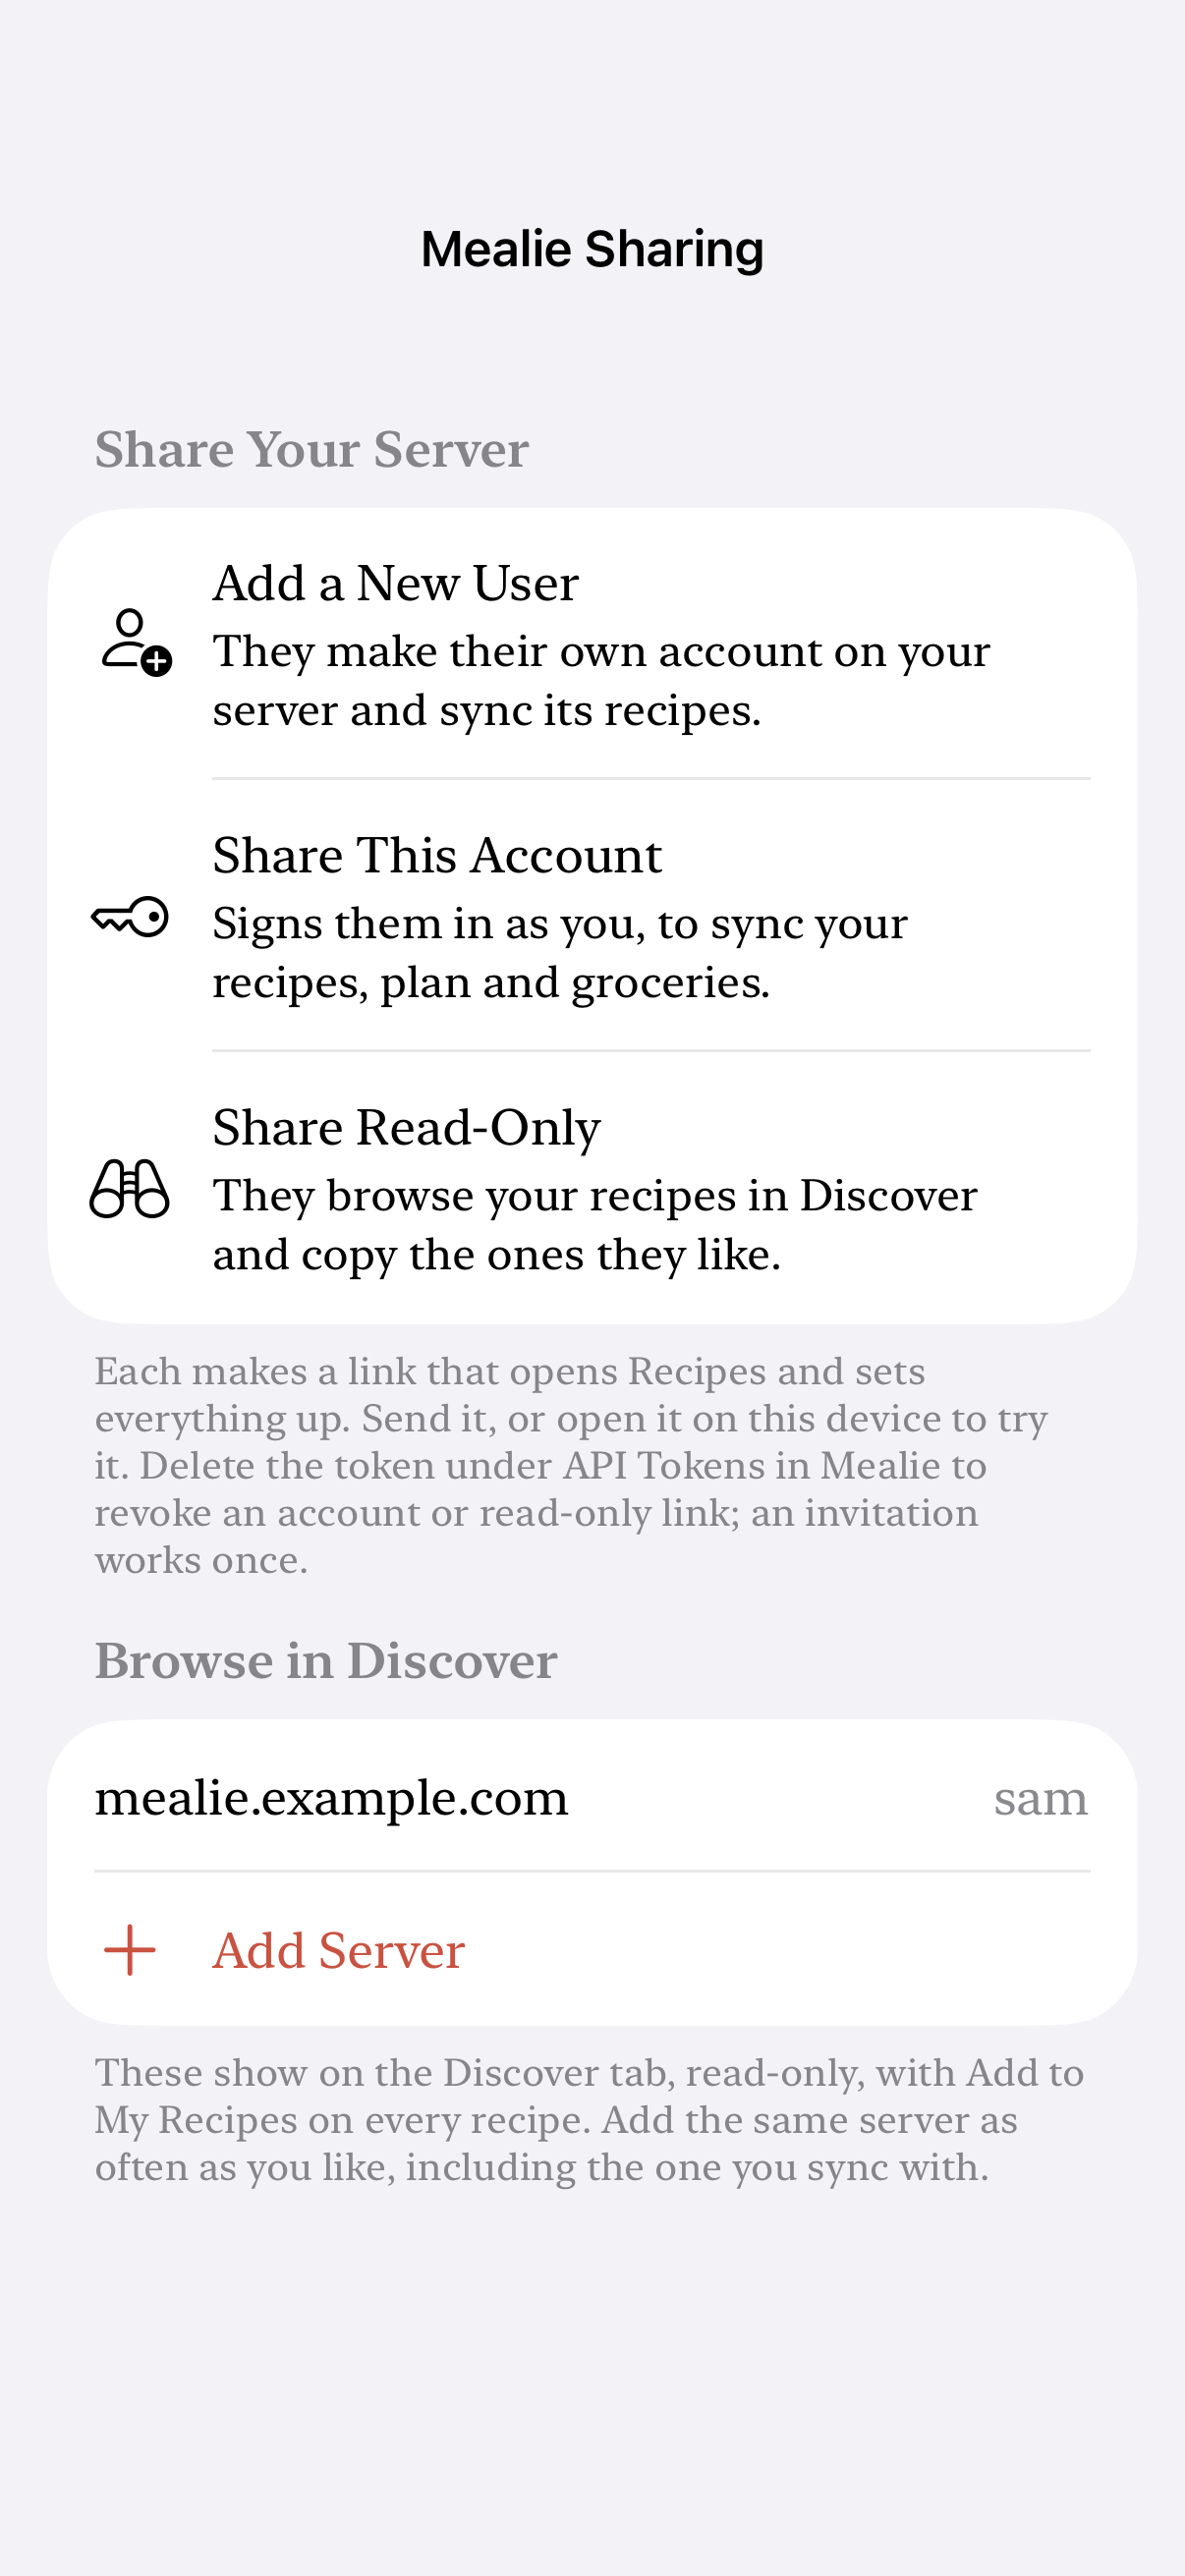 Mealie Sharing
Share Your Server
Add a New User
They make their own account on your
server and sync its recipes.
Share This Account
Signs them in as you, to sync your
recipes, plan and groceries.
Share Read-Only
They browse your recipes in Discover
and copy the ones they like.
Each makes a link that opens Recipes and sets
everything up. Send it, or open it on this device to try
it. Delete the token under API Tokens in Mealie to
revoke an account or read-only link; an invitation
works once.
Browse in Discover
mealie.example.com sam
Add Server
These show on the Discover tab, read-only, with Add to
My Recipes on every recipe. Add the same server as
often as you like, including the one you sync with.